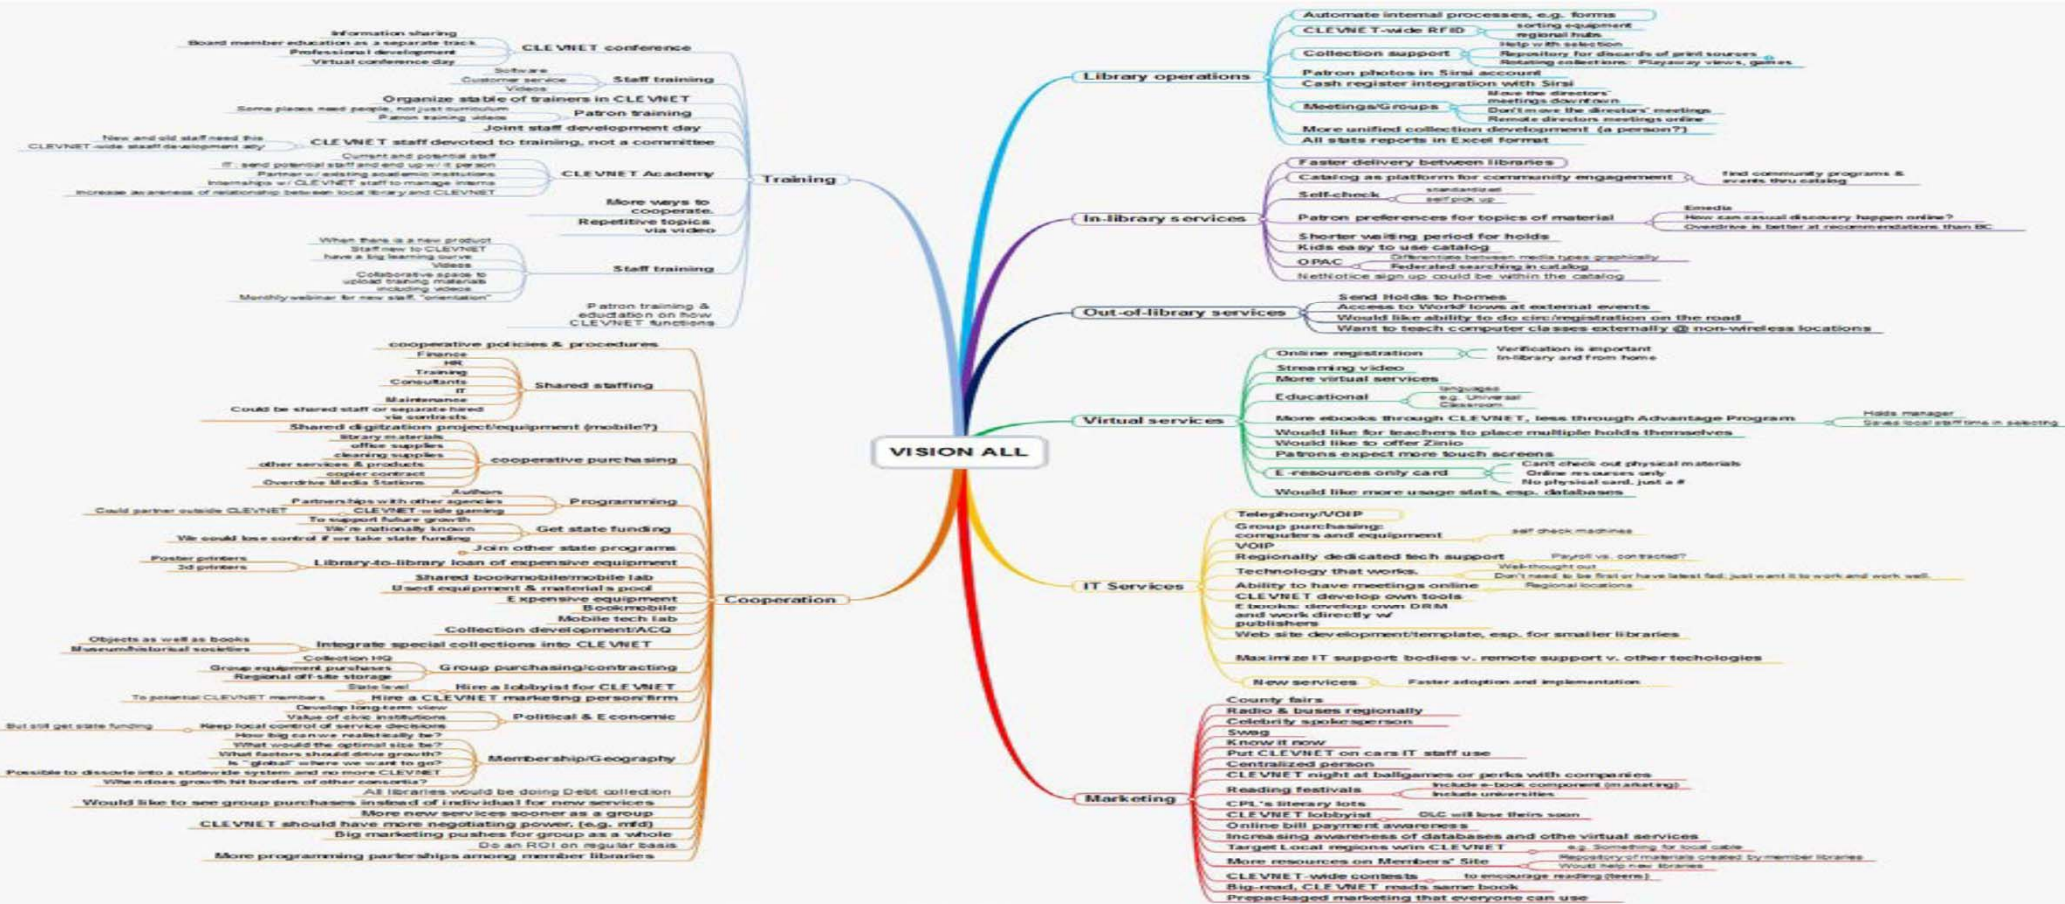 VISION ALL
Library operations
Automate internal processes, e.g. forms
CLEVNET-wide RFID
sorting equipment
regional hubs
Collection support
Help with selection
Repository for discards of print sources
Rotating collections: Playaway views, games
Patron photos in Sirsi account
Cash register integration with Sirsi
Meetings/Groups
Move the directors'
meetings downtown
Don't move the directors' meetings
Remote directors meetings online
More unified collection development (a person?)
All stats reports in Excel format
In-library services
Faster delivery between libraries
Catalog as platform for community engagement
find community programs &
events thru catalog
Self-check
standardized
self pick up
Patron preferences for topics of material
Emedia
How can casual discovery happen online?
Overdrive is better at recommendations than BC
Shorter waiting period for holds
Kids easy to use catalog
OPAC
Differentiate between media types graphically
Federated searching in catalog
NetNotice sign up could be within the catalog
Out-of-library services
Send Holds to homes
Access to WorkFlows at external events
Would like ability to do circ/registration on the road
Want to teach computer classes externally @ non-wireless locations
Virtual services
Online registration
Verification is important
In-library and from home
Streaming video
More virtual services
Educational
languages
e.g. Universal
Classroom
More ebooks through CLEVNET, less through Advantage Program
Holds manager
Saves local staff time in selecting
Would like for teachers to place multiple holds themselves
Would like to offer Zinio
Patrons expect more touch screens
E-resources only card
Can't check out physical materials
Online resourses only
No physical card, just a #
Would like more usage stats, esp. databases
IT Services
Telephony/VOIP
Group purchasing:
computers and equipment
self check machines
VOIP
Regionally dedicated tech support
Payroll vs. contracted?
Technology that works.
Well-thought out
Don't need to be first or have latest fad; just want it to work and work well.
Ability to have meetings online
Regional locations
CLEVNET develop own tools
Ebooks: develop own DRM
and work directly w/
publishers
Web site development/template, esp. for smaller libraries
Maximize IT support: bodies v. remote support v. other techologies
New services
Faster adoption and implementation
Marketing
County fairs
Radio & buses regionally
Celebrity spokesperson
Swag
Know it now
Put CLEVNET on cars IT staff use
Centralized person
CLEVNET night at ballgames or perks with companies
Reading festivals
Include e-book component (marketing)
Include universities
CPL's literary lots
CLEVNET lobbyist
OLC will lose theirs soon
Online bill payment awareness
Increasing awareness of databases and othe virtual services
Target Local regions w/in CLEVNET
e.g. Something for local cable
More resources on Members' Site
Repository of materials created by member libraries
Would help new libraries
CLEVNET-wide contests
to encourage reading (teens)
Big-read, CLEVNET reads same book
Prepackaged marketing that everyone can use
Training
CLEVNET conference
Information sharing
Board member education as a separate track
Professional development
Virtual conference day
Staff training
Software
Customer service
Videos
Organize stable of trainers in CLEVNET
Patron training
Some places need people, not just curriculum
Patron training videos
Joint staff development day
CLEVNET staff devoted to training, not a committee
New and old staff need this
CLEVNET-wide staaff development
CLEVNET Academy
Current and potential staff
IT: send potential staff and end up w/ it person
Partner w/ existing academic institutions
Internships w/ CLEVNET staff to manage interns
Increase awareness of relationship between local library and CLEVNET
More ways to
cooperate.
Repetitive topics
via video
Staff training
When there is a new product
Staff new to CLEVNET
have a big learning curve
Videos
Collaborative space to
upload training materials
including videos
Monthly webinar for new staff. "orientation"
Patron training &
eductation on how
CLEVNET functions
Cooperation
cooperative policies & procedures
Shared staffing
Finance
HR
Training
Consultants
IT
Maintenance
Could be shared staff or separate hired
via contracts
Shared digitzation project/equipment (mobile?)
cooperative purchasing
library materials
office supplies
cleaning supplies
other services & products
copier contract
Overdrive Media Stations
Programming
Authors
Partnerships with other agencies
CLEVNET-wide gaming
Could partner outside CLEVNET
Get state funding
To support future growth
We're nationally known
We could lose control if we take state funding
Join other state programs
Library-to-library loan of expensive equipment
Poster printers
3d printers
Shared bookmobile/mobile lab
Used equipment & materials pool
Expensive equipment
Bookmobile
Mobile tech lab
Collection development/ACQ
Integrate special collections into CLEVNET
Objects as well as books
Museum/historical societies
Group purchasing/contracting
Collection HQ
Group equipment purchases
Regional off-site storage
Hire a lobbyist for CLEVNET
State level
Hire a CLEVNET marketing person/firm
To potential CLEVNET members
Political & Economic
Develop long-term view
Value of civic institutions
Keep local control of service decisions
But still get state funding
Membership/Geography
How big can we realistically be?
What would the optimal size be?
What factors should drive growth?
Is "global" where we want to go?
Possible to dissovle into a statewide system and no more CLEVNET
When does growth hit borders of other consortia?
All libraries would be doing Debt collection
Would like to see group purchases instead of individual for new services
More new services sooner as a group
CLEVNET should have more negotiating power. (e.g. mfd)
Big marketing pushes for group as a whole
Do an ROI on regular basis
More programming parterships among member libraries